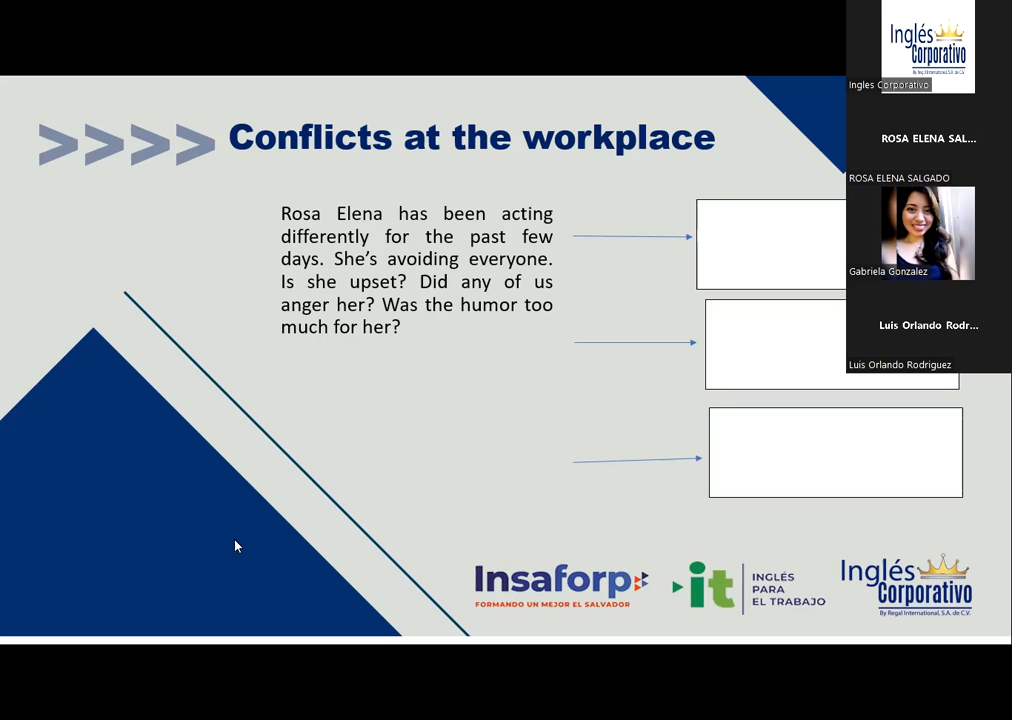 Inglés
Corporativo
By Regal International, S.A. de C.V.
Ingles Corporativo
ROSA ELENA SAL...
ROSA ELENA SALGADO
Gabriela Gonzalez
Luis Orlando Rodr...
Luis Orlando Rodriguez
>>>> Conflicts at the workplace
Rosa Elena has been acting
differently for the past few
days. She’s avoiding everyone.
Is she upset? Did any of us
anger her? Was the humor too
much for her?
Insaforp
FORMANDO UN MEJOR EL SALVADOR
it
INGLÉS
PARA
EL TRABAJO
Inglés
Corporativo
By Regal International, S.A. de C.V.